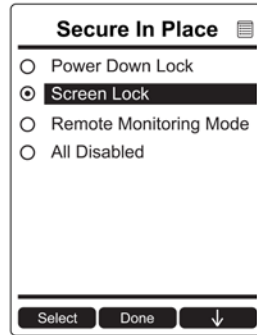 Secure In Place
Power Down Lock
Screen Lock
Remote Monitoring Mode
All Disabled
Select Done ↓